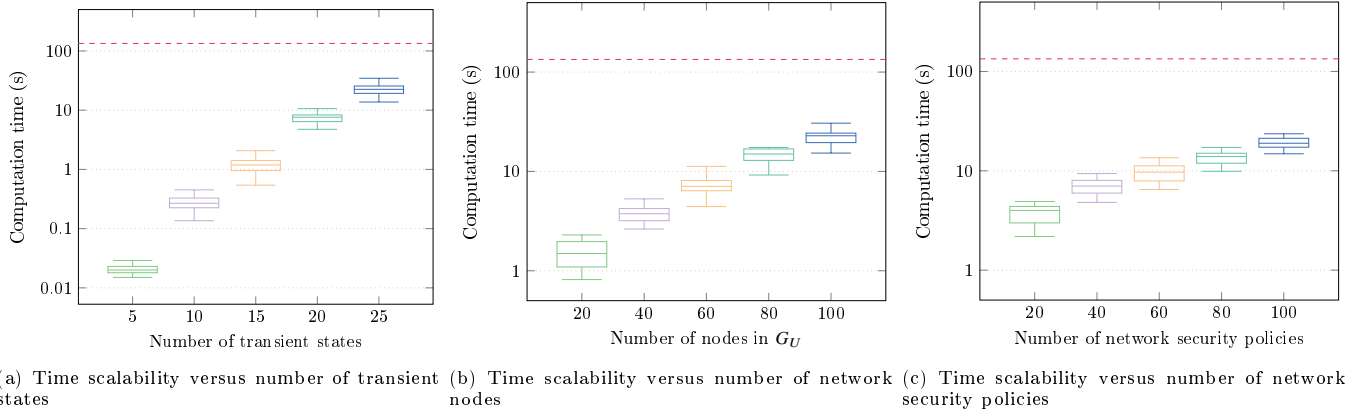 Computation time (s)
100
10
1
0.1
0.01
5 10 15 20 25
Number of transient states
(a) Time scalability versus number of transient
states
Computation time (s)
100
10
1
20 40 60 80 100
Number of nodes in G_U
(b) Time scalability versus number of network
nodes
Computation time (s)
100
10
1
20 40 60 80 100
Number of network security policies
(c) Time scalability versus number of network
security policies